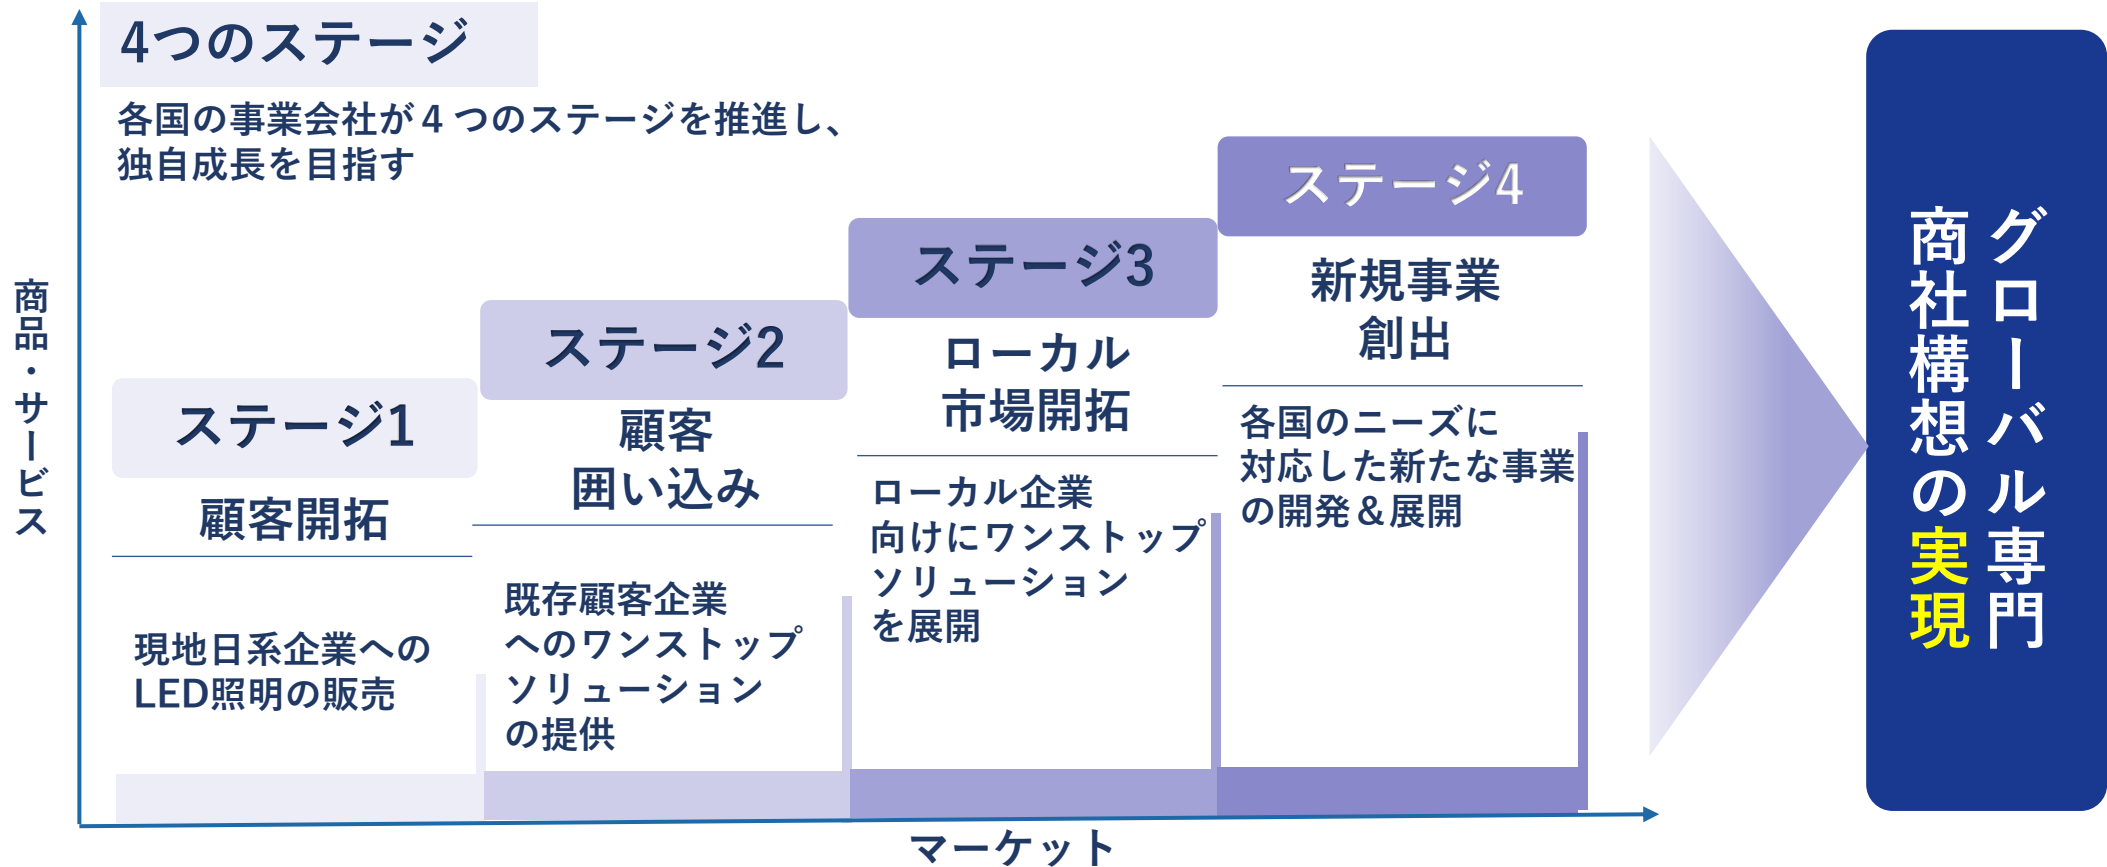 4つのステージ
各国の事業会社が４つのステージを推進し、
独自成長を目指す
商品・サービス
ステージ1
顧客開拓
現地日系企業への
LED照明の販売
ステージ2
顧客
囲い込み
既存顧客企業
へのワンストップ
ソリューション
の提供
ステージ3
ローカル
市場開拓
ローカル企業
向けにワンストップ
ソリューション
を展開
ステージ4
新規事業
創出
各国のニーズに
対応した新たな事業
の開発＆展開
マーケット
グローバル専門
商社構想の実現